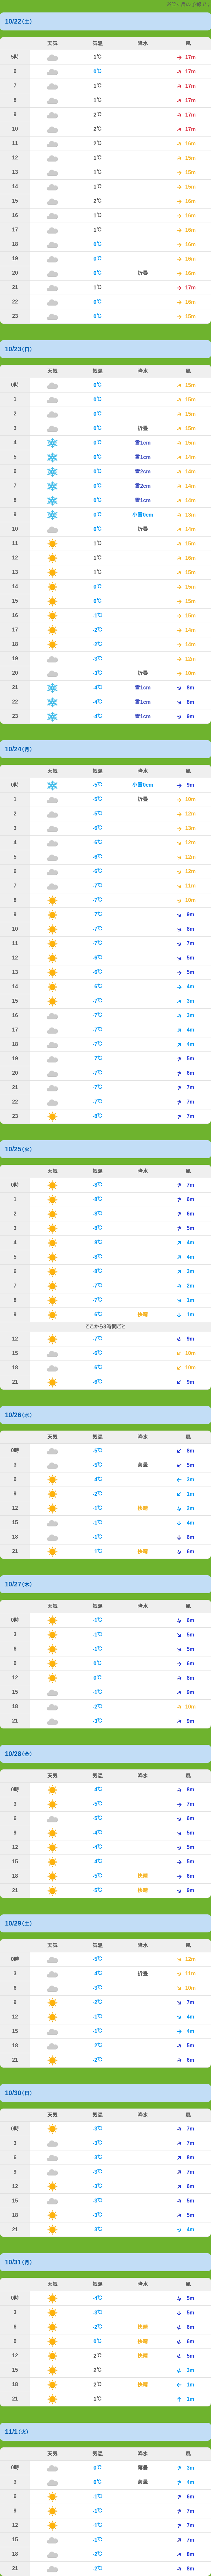 の予報です
10/22(土)
天気 気温 降水 風
5時 1℃ 17m
6 0℃ 17m
7 1℃ 17m
8 1℃ 17m
9 2℃ 17m
10 2℃ 17m
11 2℃ 16m
12 1℃ 15m
13 1℃ 15m
14 1℃ 15m
15 2℃ 16m
16 1℃ 16m
17 1℃ 16m
18 0℃ 16m
19 0℃ 16m
20 0℃ 折曇 16m
21 1℃ 17m
22 0℃ 16m
23 0℃ 15m
10/23(日)
天気 気温 降水 風
0時 0℃ 15m
1 0℃ 15m
2 0℃ 15m
3 0℃ 折曇 15m
4 0℃ 雪1cm 15m
5 0℃ 雪1cm 14m
6 0℃ 雪2cm 14m
7 0℃ 雪2cm 14m
8 0℃ 雪1cm 14m
9 0℃ 小雪0cm 13m
10 0℃ 折曇 14m
11 1℃ 15m
12 1℃ 16m
13 1℃ 15m
14 0℃ 15m
15 0℃ 15m
16 -1℃ 15m
17 -2℃ 14m
18 -2℃ 14m
19 -3℃ 12m
20 -3℃ 折曇 10m
21 -4℃ 雪1cm 8m
22 -4℃ 雪1cm 8m
23 -4℃ 雪1cm 9m
10/24(月)
天気 気温 降水 風
0時 -5℃ 小雪0cm 9m
1 -5℃ 折曇 10m
2 -5℃ 12m
3 -6℃ 13m
4 -6℃ 12m
5 -6℃ 12m
6 -6℃ 12m
7 -7℃ 11m
8 -7℃ 10m
9 -7℃ 9m
10 -7℃ 8m
11 -7℃ 7m
12 -6℃ 5m
13 -6℃ 5m
14 -6℃ 4m
15 -7℃ 3m
16 -7℃ 3m
17 -7℃ 4m
18 -7℃ 4m
19 -7℃ 5m
20 -7℃ 6m
21 -7℃ 7m
22 -7℃ 7m
23 -8℃ 7m
10/25(火)
天気 気温 降水 風
0時 -8℃ 7m
1 -8℃ 6m
2 -8℃ 6m
3 -8℃ 5m
4 -8℃ 4m
5 -8℃ 4m
6 -8℃ 3m
7 -7℃ 2m
8 -7℃ 1m
9 -6℃ 快晴 1m
ここから3時間ごと
12 -7℃ 9m
15 -6℃ 10m
18 -6℃ 10m
21 -6℃ 9m
10/26(水)
天気 気温 降水 風
0時 -5℃ 8m
3 -5℃ 薄曇 5m
6 -4℃ 3m
9 -2℃ 1m
12 -1℃ 快晴 2m
15 -1℃ 4m
18 -1℃ 6m
21 -1℃ 快晴 6m
10/27(木)
天気 気温 降水 風
0時 -1℃ 6m
3 -1℃ 5m
6 -1℃ 5m
9 0℃ 6m
12 0℃ 8m
15 -1℃ 9m
18 -2℃ 10m
21 -3℃ 9m
10/28(金)
天気 気温 降水 風
0時 -4℃ 8m
3 -5℃ 7m
6 -5℃ 6m
9 -4℃ 5m
12 -4℃ 5m
15 -4℃ 5m
18 -5℃ 快晴 6m
21 -5℃ 快晴 9m
10/29(土)
天気 気温 降水 風
0時 -5℃ 12m
3 -4℃ 折曇 11m
6 -3℃ 10m
9 -2℃ 7m
12 -1℃ 4m
15 -1℃ 4m
18 -2℃ 5m
21 -2℃ 6m
10/30(日)
天気 気温 降水 風
0時 -3℃ 7m
3 -3℃ 7m
6 -3℃ 8m
9 -3℃ 7m
12 -3℃ 6m
15 -3℃ 5m
18 -3℃ 5m
21 -3℃ 4m
10/31(月)
天気 気温 降水 風
0時 -4℃ 5m
3 -3℃ 5m
6 -2℃ 快晴 6m
9 0℃ 快晴 6m
12 2℃ 快晴 5m
15 2℃ 3m
18 2℃ 快晴 1m
21 1℃ 1m
11/1(火)
天気 気温 降水 風
0時 0℃ 薄曇 3m
3 0℃ 薄曇 4m
6 -1℃ 6m
9 -1℃ 7m
12 -1℃ 7m
15 -1℃ 7m
18 -2℃ 8m
21 -2℃ 8m